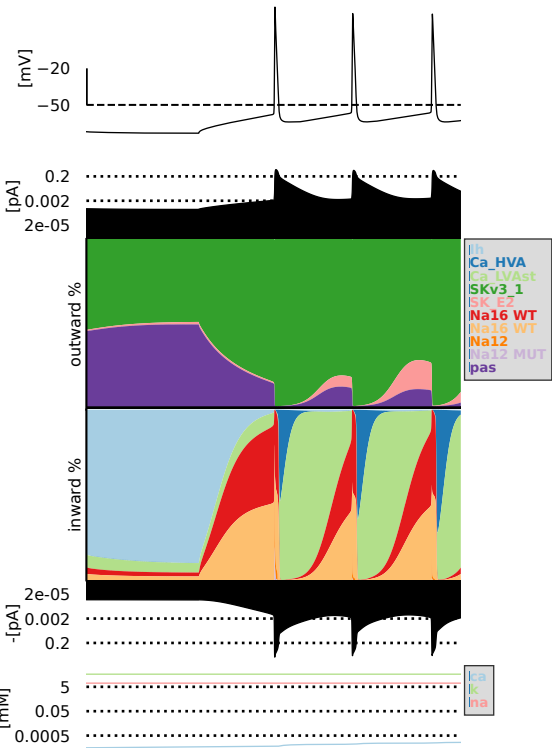 [mV]
−20
−50
[pA]
0.2
0.002
2e-05
outward %
Ih
Ca_HVA
Ca_LVAst
SKv3_1
SK_E2
Na16 WT
Na16 WT
Na12
Na12 MUT
pas
inward %
-[pA]
2e-05
0.002
0.2
[mM]
5
0.05
0.0005
ca
k
na